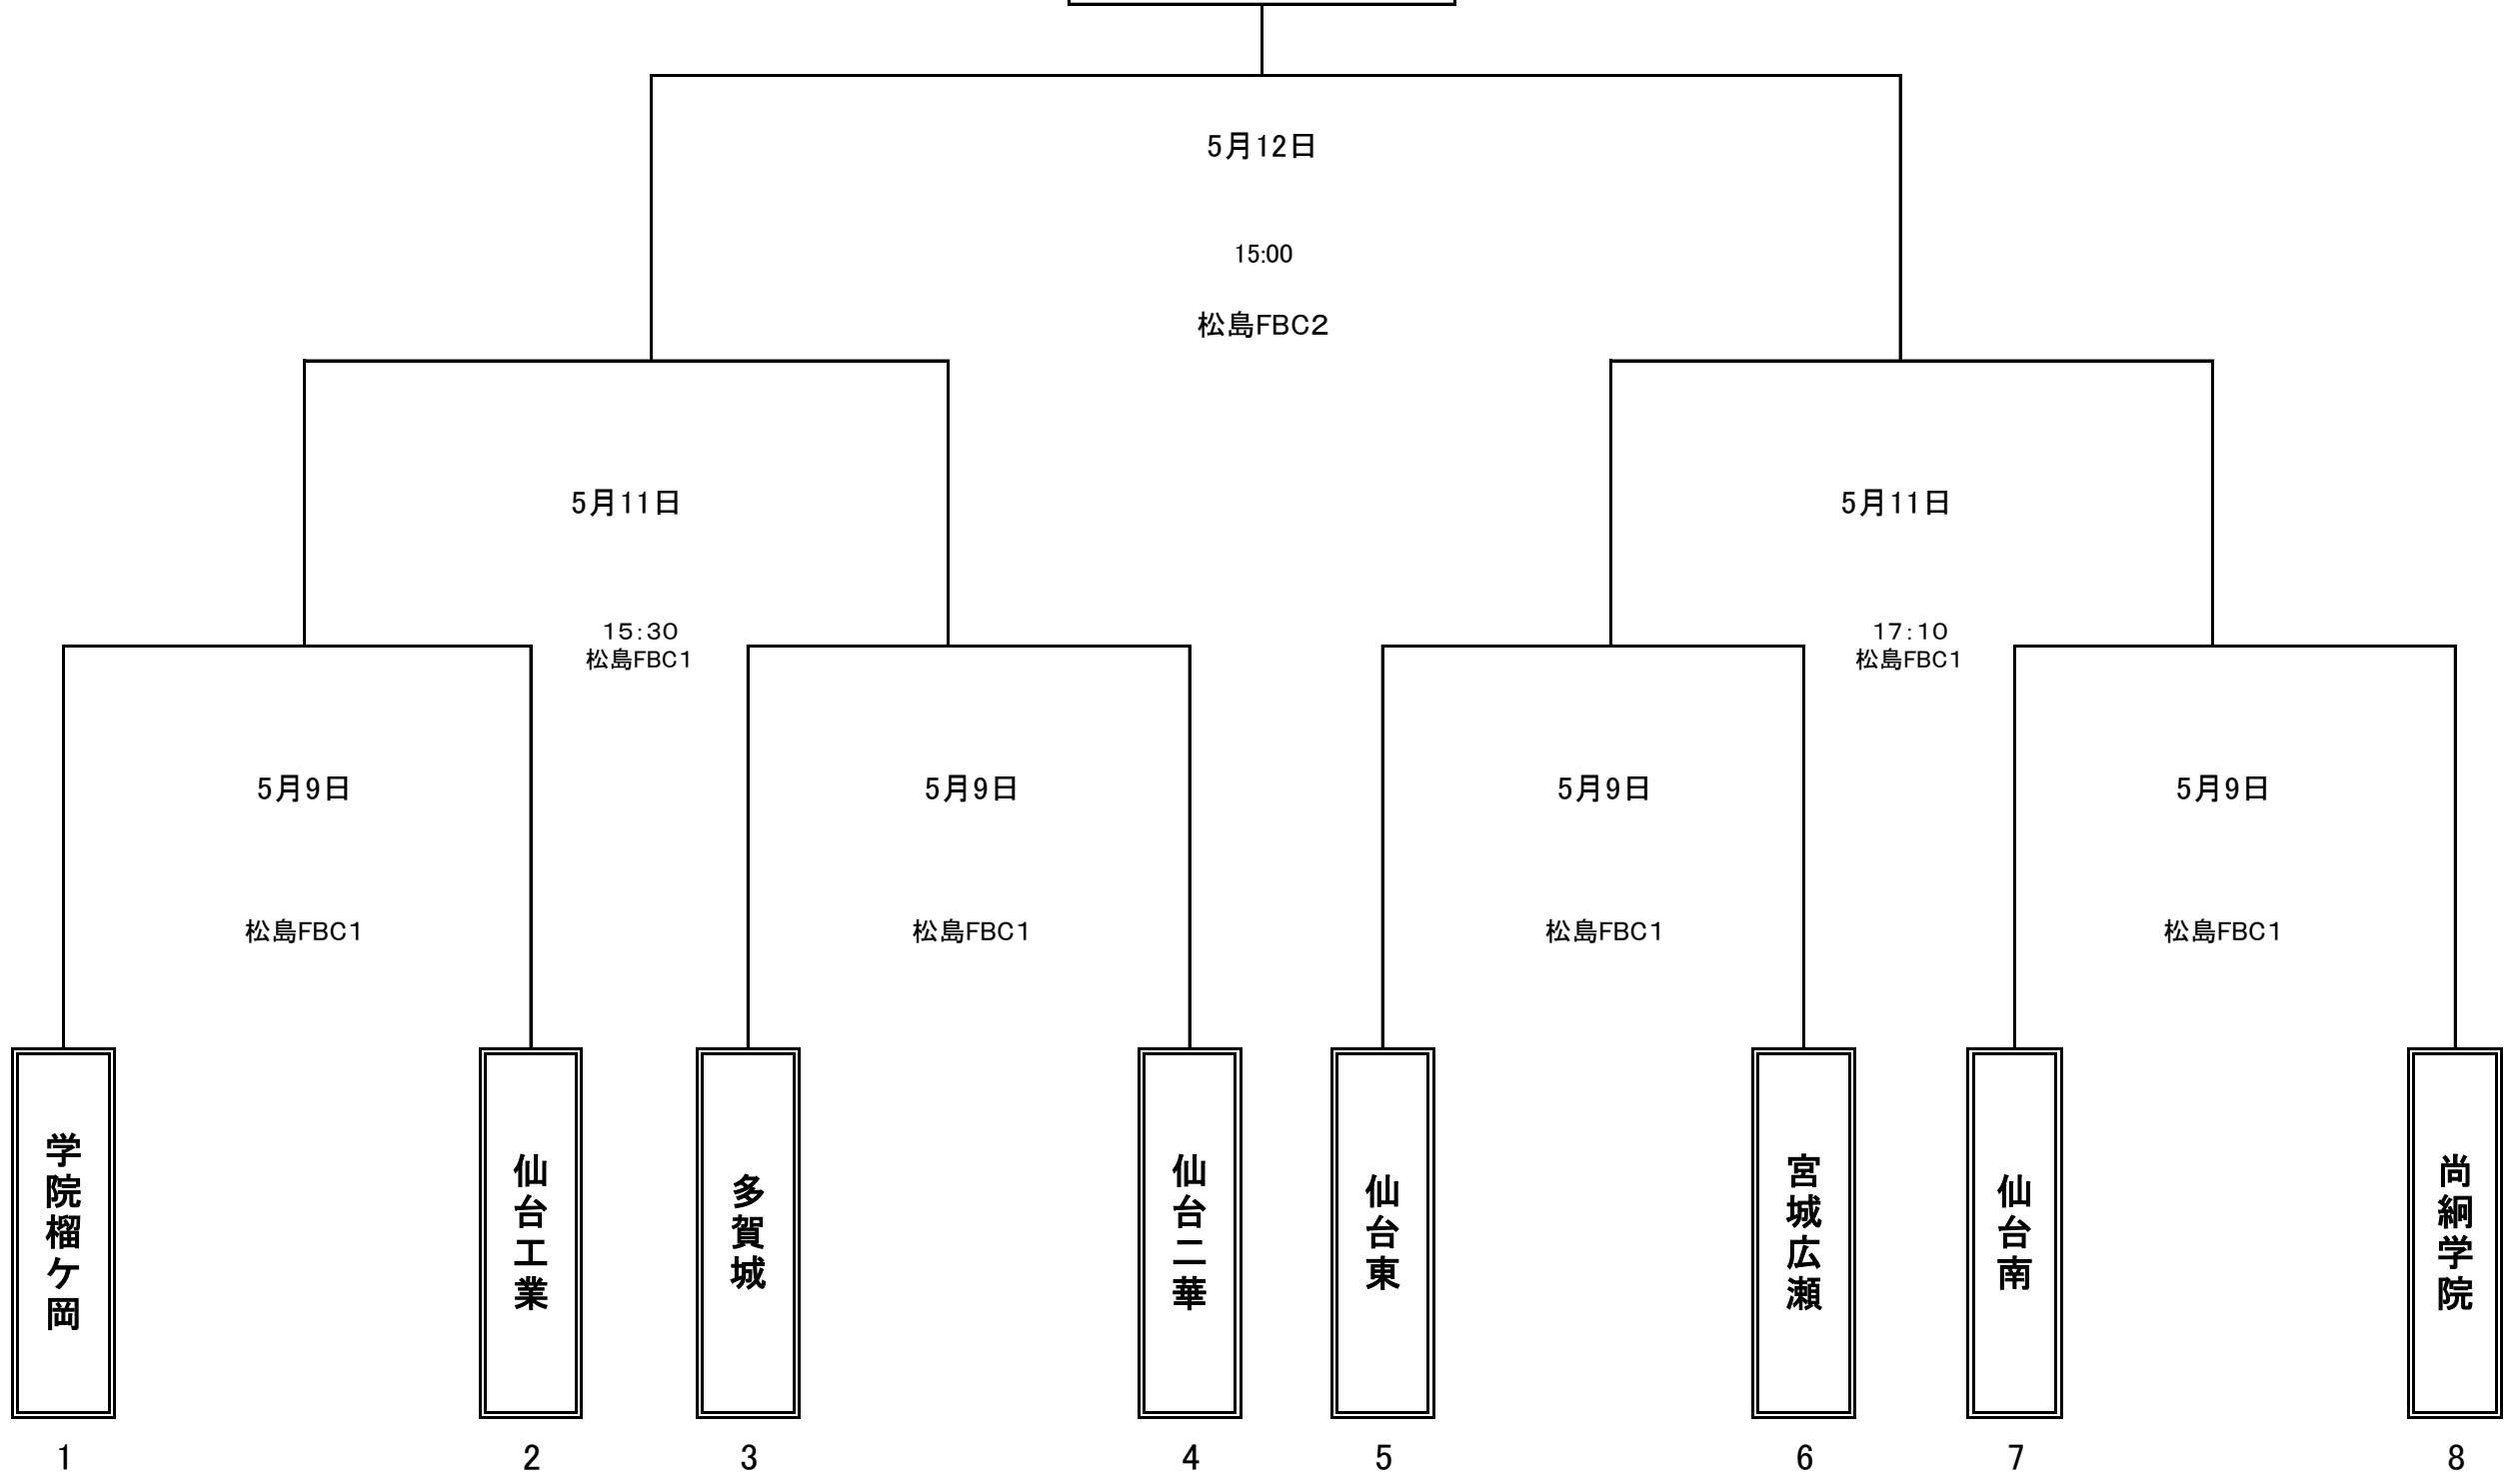 5月12日
15:00
松島FBC2
5月11日
5月11日
15:30
松島FBC1
17:10
松島FBC1
5月9日
5月9日
5月9日
5月9日
松島FBC1
松島FBC1
松島FBC1
松島FBC1
学院榴ケ岡
仙台工業
多賀城
仙台二華
仙台東
宮城広瀬
仙台南
尚絅学院
1
2
3
4
5
6
7
8